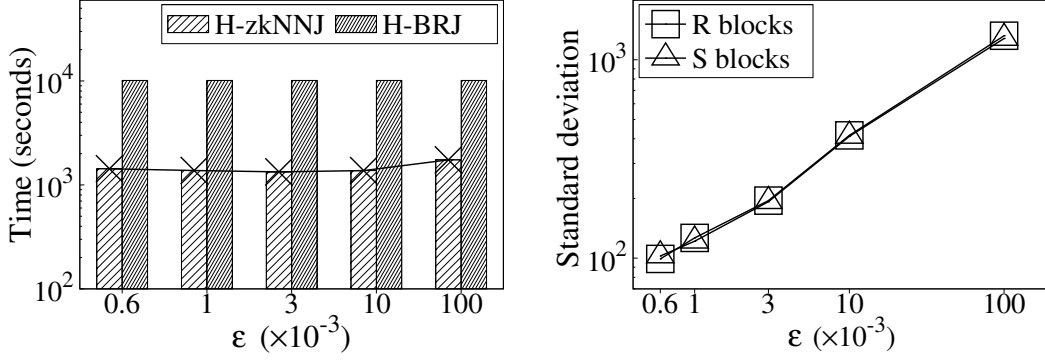 H-zkNNJ H-BRJ
Time (seconds)
10^4
10^3
10^2
0.6 1 3 10 100
ε (×10^-3)
R blocks
S blocks
Standard deviation
10^3
10^2
0.6 1 3 10 100
ε (×10^-3)